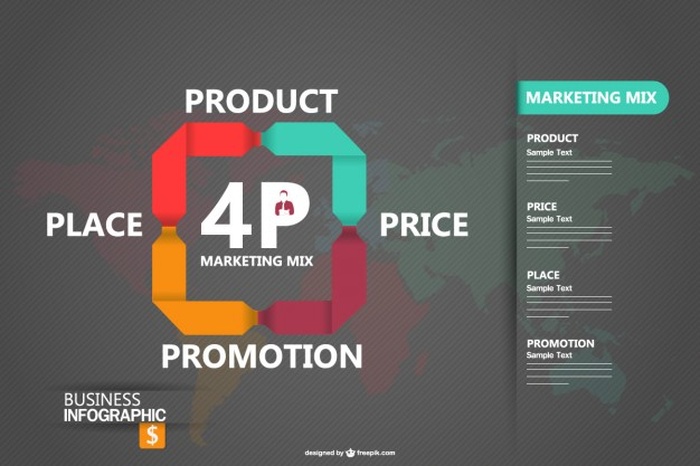 PRODUCT
PLACE
4P
MARKETING MIX
PRICE
PROMOTION
BUSINESS
INFOGRAPHIC
$
MARKETING MIX
PRODUCT
Sample Text
PRICE
Sample Text
PLACE
Sample Text
PROMOTION
Sample Text
designed by freepik.com